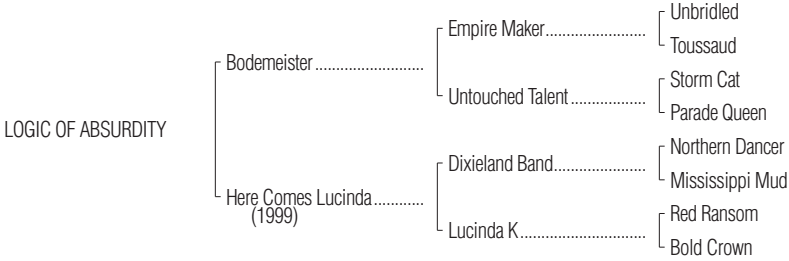 Unbridled
Empire Maker
Toussaud
Bodemeister
Storm Cat
Untouched Talent
Parade Queen
LOGIC OF ABSURDITY
Northern Dancer
Dixieland Band
Mississippi Mud
Here Comes Lucinda
(1999)
Red Ransom
Lucinda K
Bold Crown